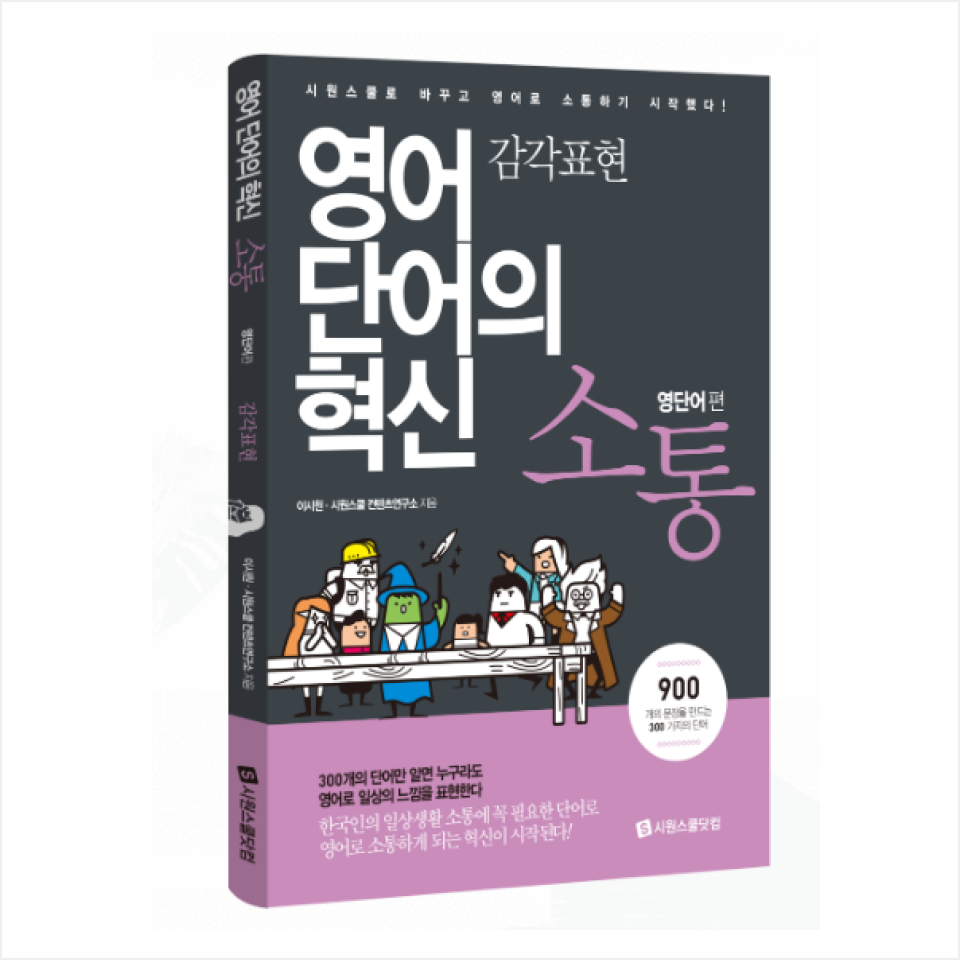 시원스쿨로 바꾸고 영어로 소통하기 시작했다!
영어
감각표현
단어의
혁신
영단어 편
소통
이시원 · 시원스쿨 컨텐츠연구소 지음
900
개의 문장을 만드는
300 가지의 단어
300개의 단어만 알면 누구라도
영어로 일상의 느낌을 표현한다
한국인의 일상생활 소통에 꼭 필요한 단어로
영어로 소통하게 되는 혁신이 시작된다!
S 시원스쿨닷컴
영어 단어의 혁신
소통
영단어 편
감각표현
이시원 · 시원스쿨 컨텐츠연구소 지음
S 시원스쿨닷컴